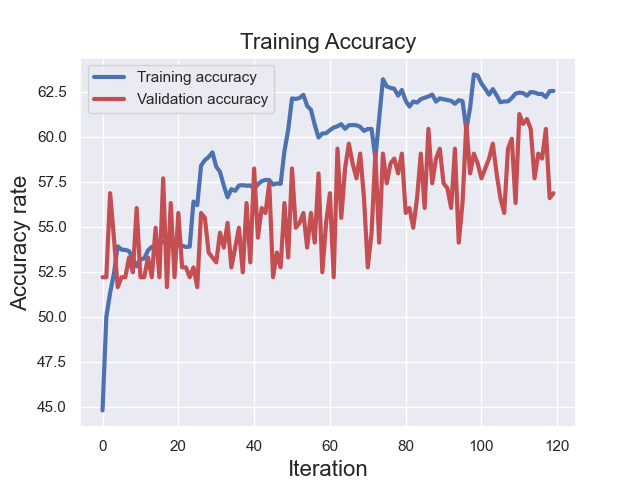 Training Accuracy
Training accuracy
Validation accuracy
Accuracy rate
62.5
60.0
57.5
55.0
52.5
50.0
47.5
45.0
0 20 40 60 80 100 120
Iteration